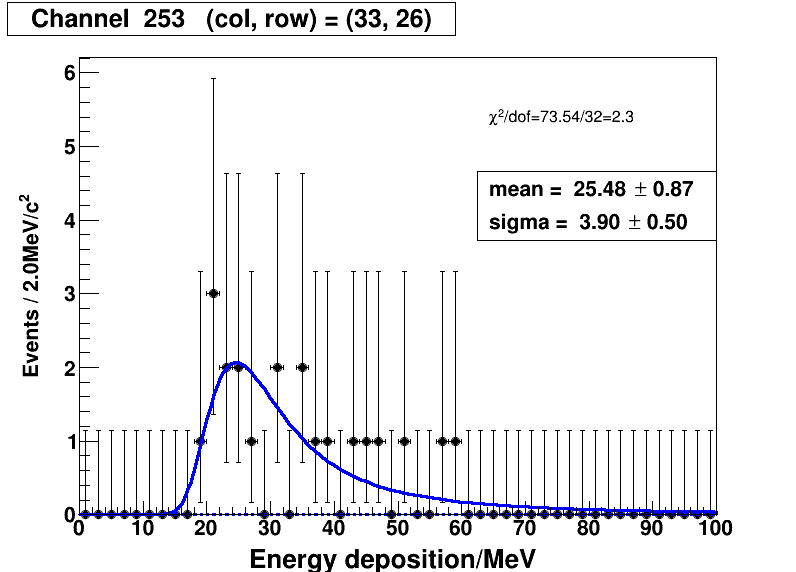 Channel 253 (col, row) = (33, 26)
χ²/dof=73.54/32=2.3
mean = 25.48 ± 0.87
sigma = 3.90 ± 0.50
Events / 2.0MeV/c²
6
5
4
3
2
1
0
0 10 20 30 40 50 60 70 80 90 100
Energy deposition/MeV